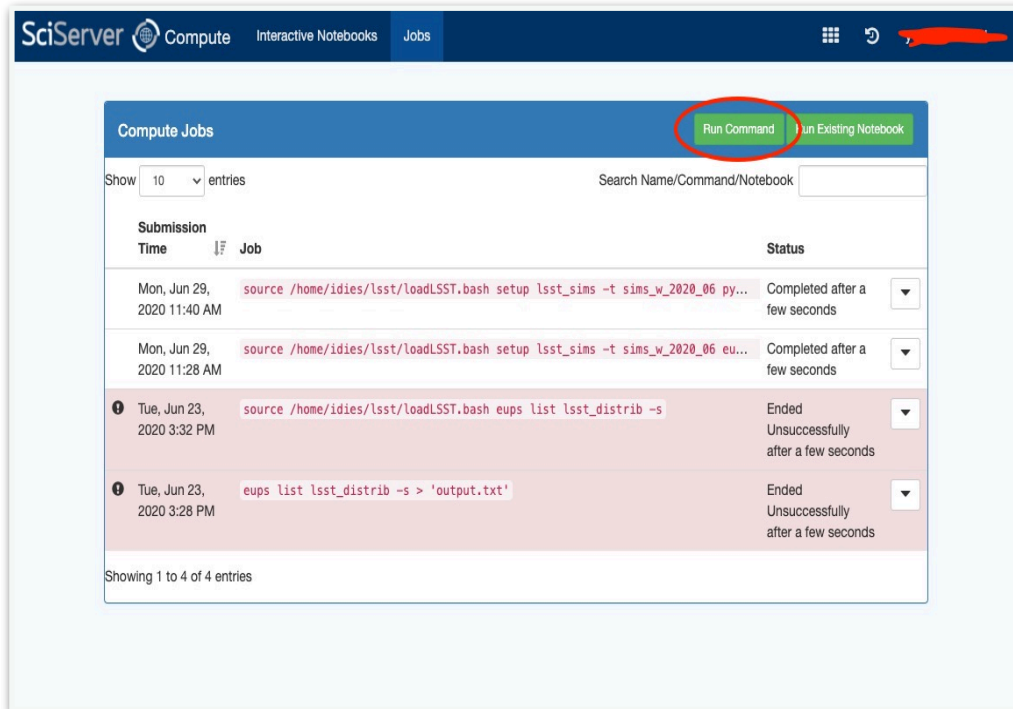 SciServer Compute Interactive Notebooks Jobs
Compute Jobs Run Command Run Existing Notebook
Show 10 entries Search Name/Command/Notebook
Submission
Time Job Status
Mon, Jun 29, source /home/idies/lsst/loadLSST.bash setup lsst_sims -t sims_w_2020_06 py... Completed after a
2020 11:40 AM few seconds
Mon, Jun 29, source /home/idies/lsst/loadLSST.bash setup lsst_sims -t sims_w_2020_06 eu... Completed after a
2020 11:28 AM few seconds
Tue, Jun 23, source /home/idies/lsst/loadLSST.bash eups list lsst_distrib -s Ended
2020 3:32 PM Unsuccessfully
after a few seconds
Tue, Jun 23, eups list lsst_distrib -s > 'output.txt' Ended
2020 3:28 PM Unsuccessfully
after a few seconds
Showing 1 to 4 of 4 entries